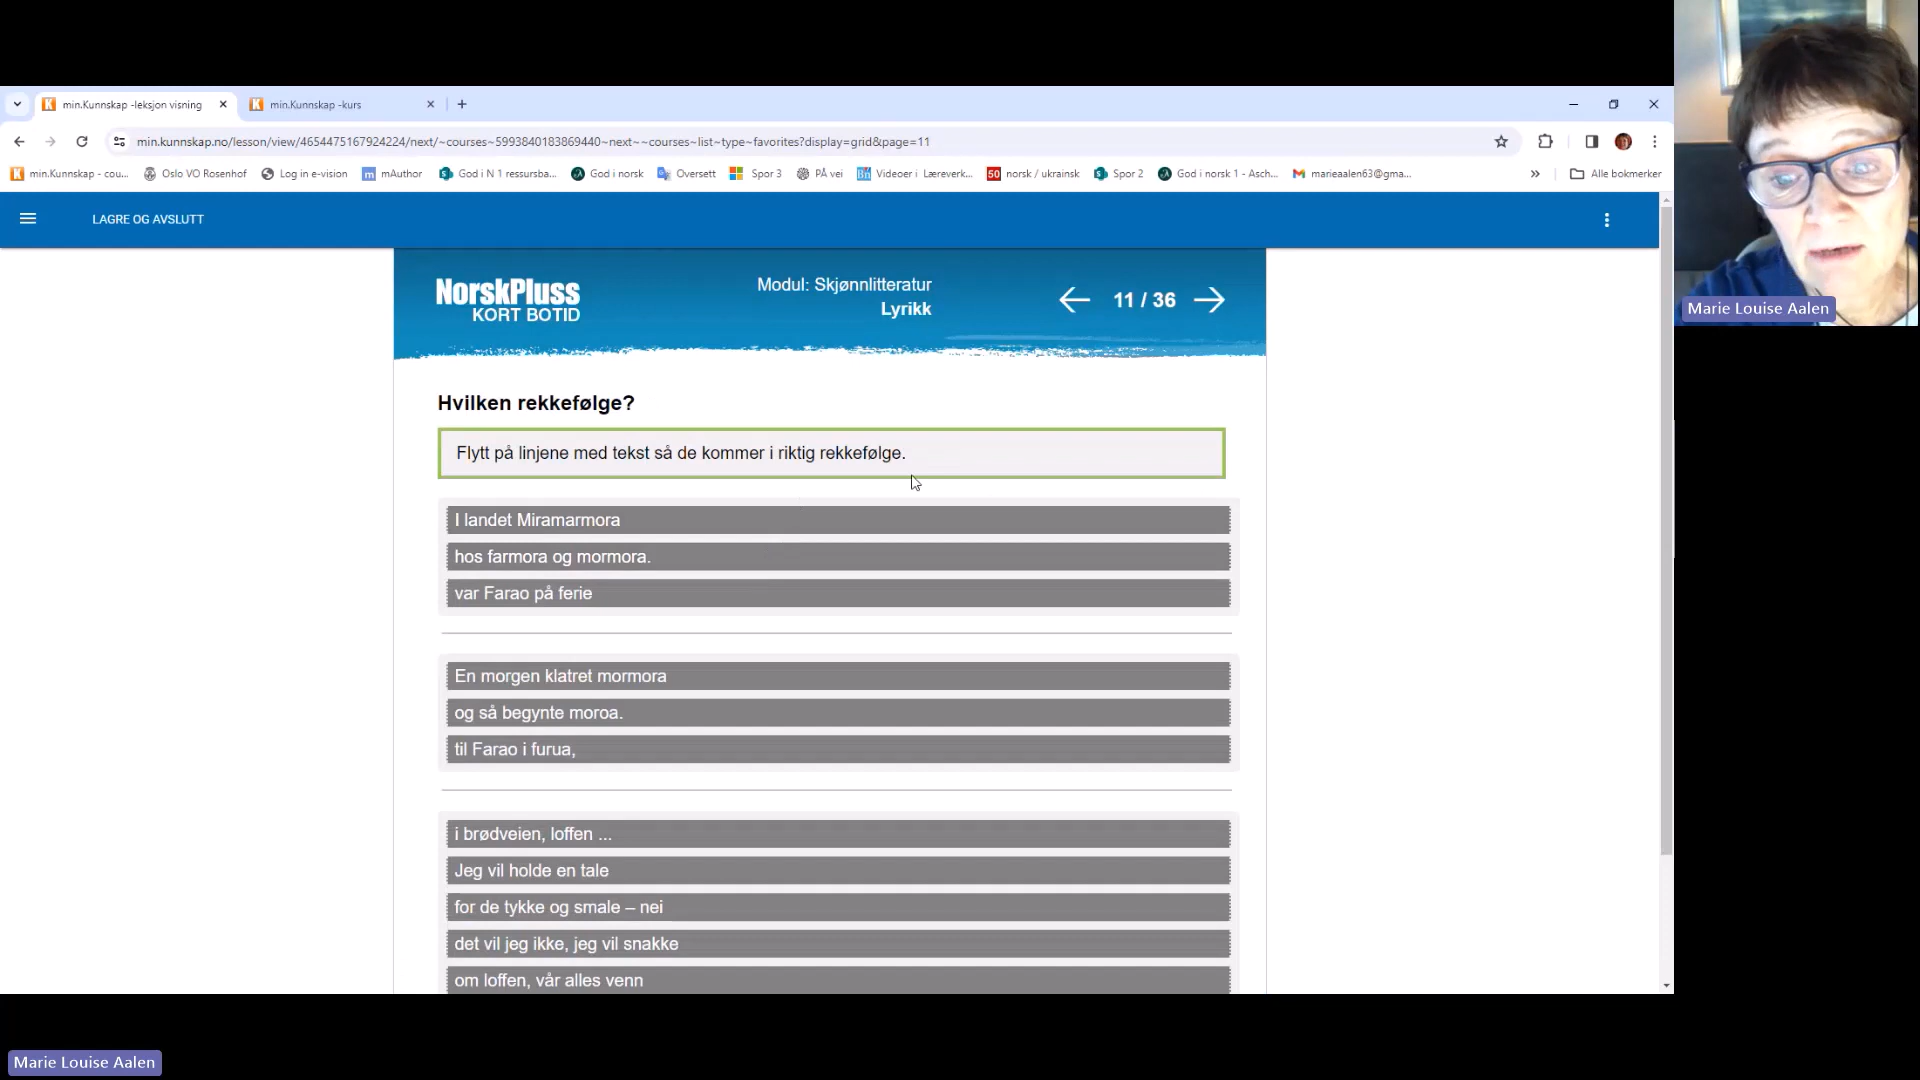 min.Kunnskap -leksjon visning
min.Kunnskap -kurs
min.kunnskap.no/lesson/view/4654475167924224/next/~courses~5993840183869440~next~~courses~list~type~favorites?display=grid&page=11
min.Kunnskap - cou...
Oslo VO Rosenhof
Log in e-vision
mAuthor
God i N 1 ressursba...
God i norsk
Oversett
Spor 3
PÅ vei
Videoer i Læreverk...
norsk / ukrainsk
Spor 2
God i norsk 1 - Asch...
marieaalen63@gma...
»
Alle bokmerker
LAGRE OG AVSLUTT
NorskPluss
KORT BOTID
Modul: Skjønnlitteratur
Lyrikk
11 / 36
Hvilken rekkefølge?
Flytt på linjene med tekst så de kommer i riktig rekkefølge.
I landet Miramarmora
hos farmora og mormora.
var Farao på ferie
En morgen klatret mormora
og så begynte moroa.
til Farao i furua,
i brødveien, loffen ...
Jeg vil holde en tale
for de tykke og smale – nei
det vil jeg ikke, jeg vil snakke
om loffen, vår alles venn
Marie Louise Aalen
Marie Louise Aalen